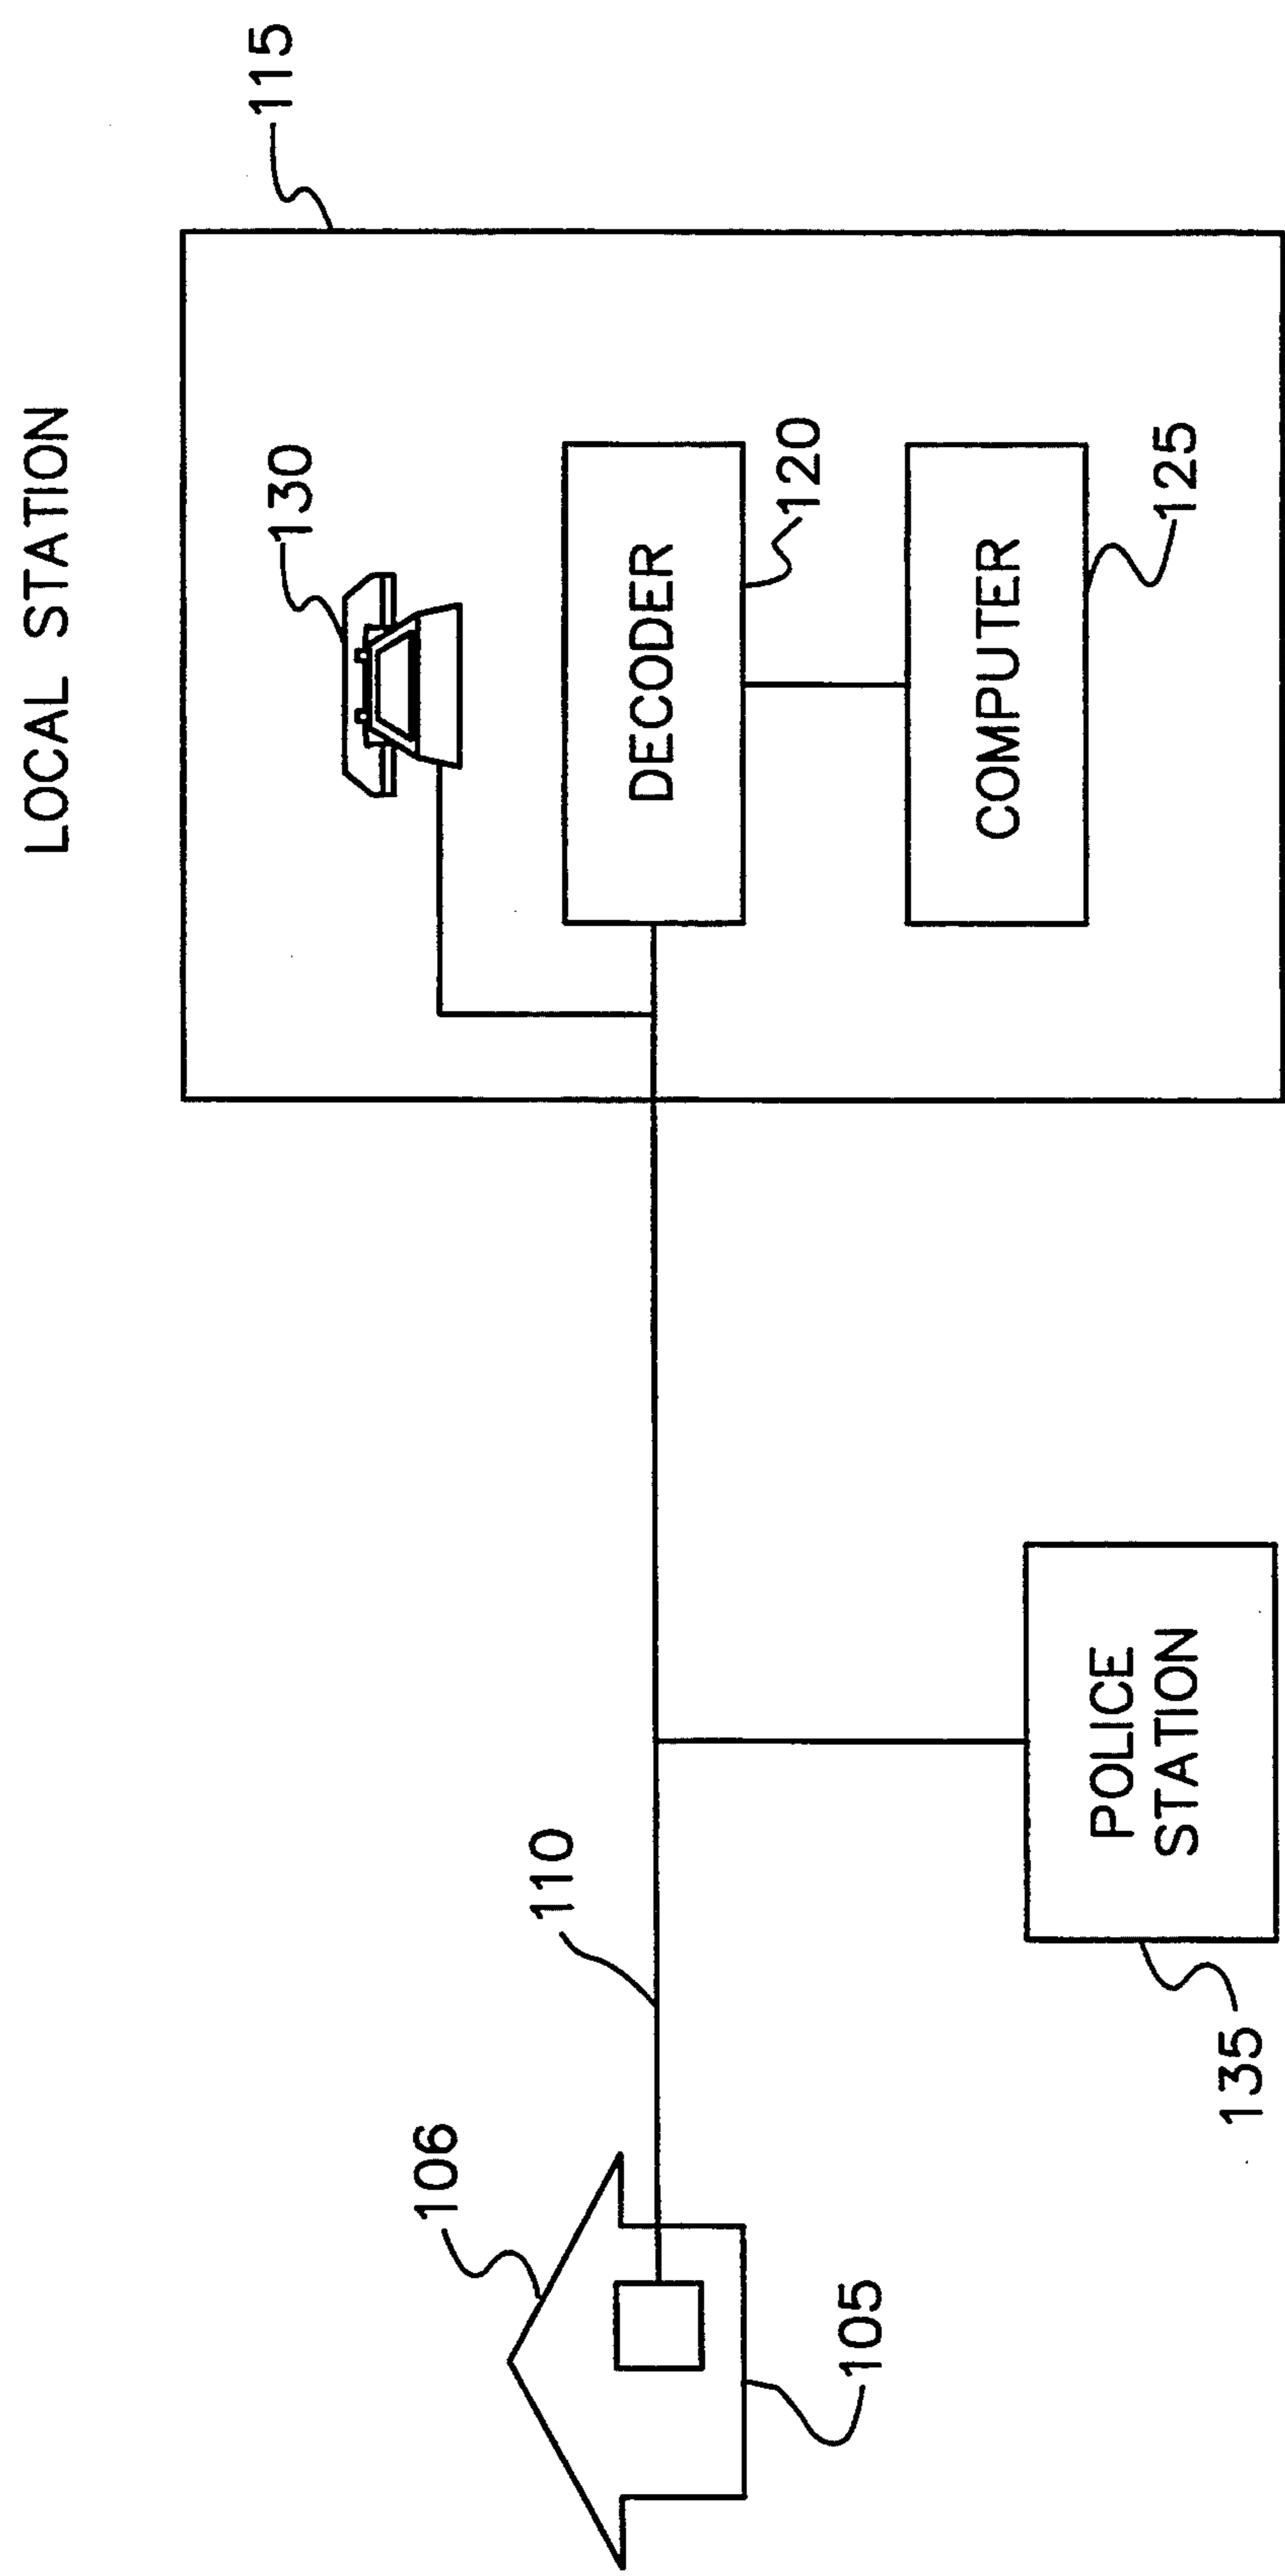 LOCAL STATION
115
130
DECODER
120
COMPUTER
125
106
110
105
POLICE
STATION
135